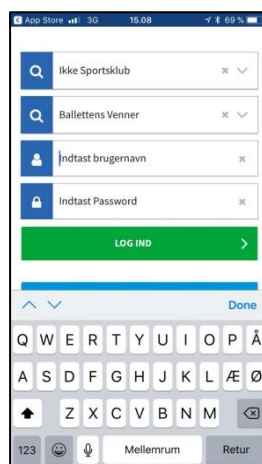 App Store 3G 15.08 69 %
Ikke Sportsklub
Ballettens Venner
Indtast brugernavn
Indtast Password
LOG IND
Done
Q W E R T Y U I O P Å
A S D F G H J K L Æ Ø
Z X C V B N M
123 Mellemrum Retur